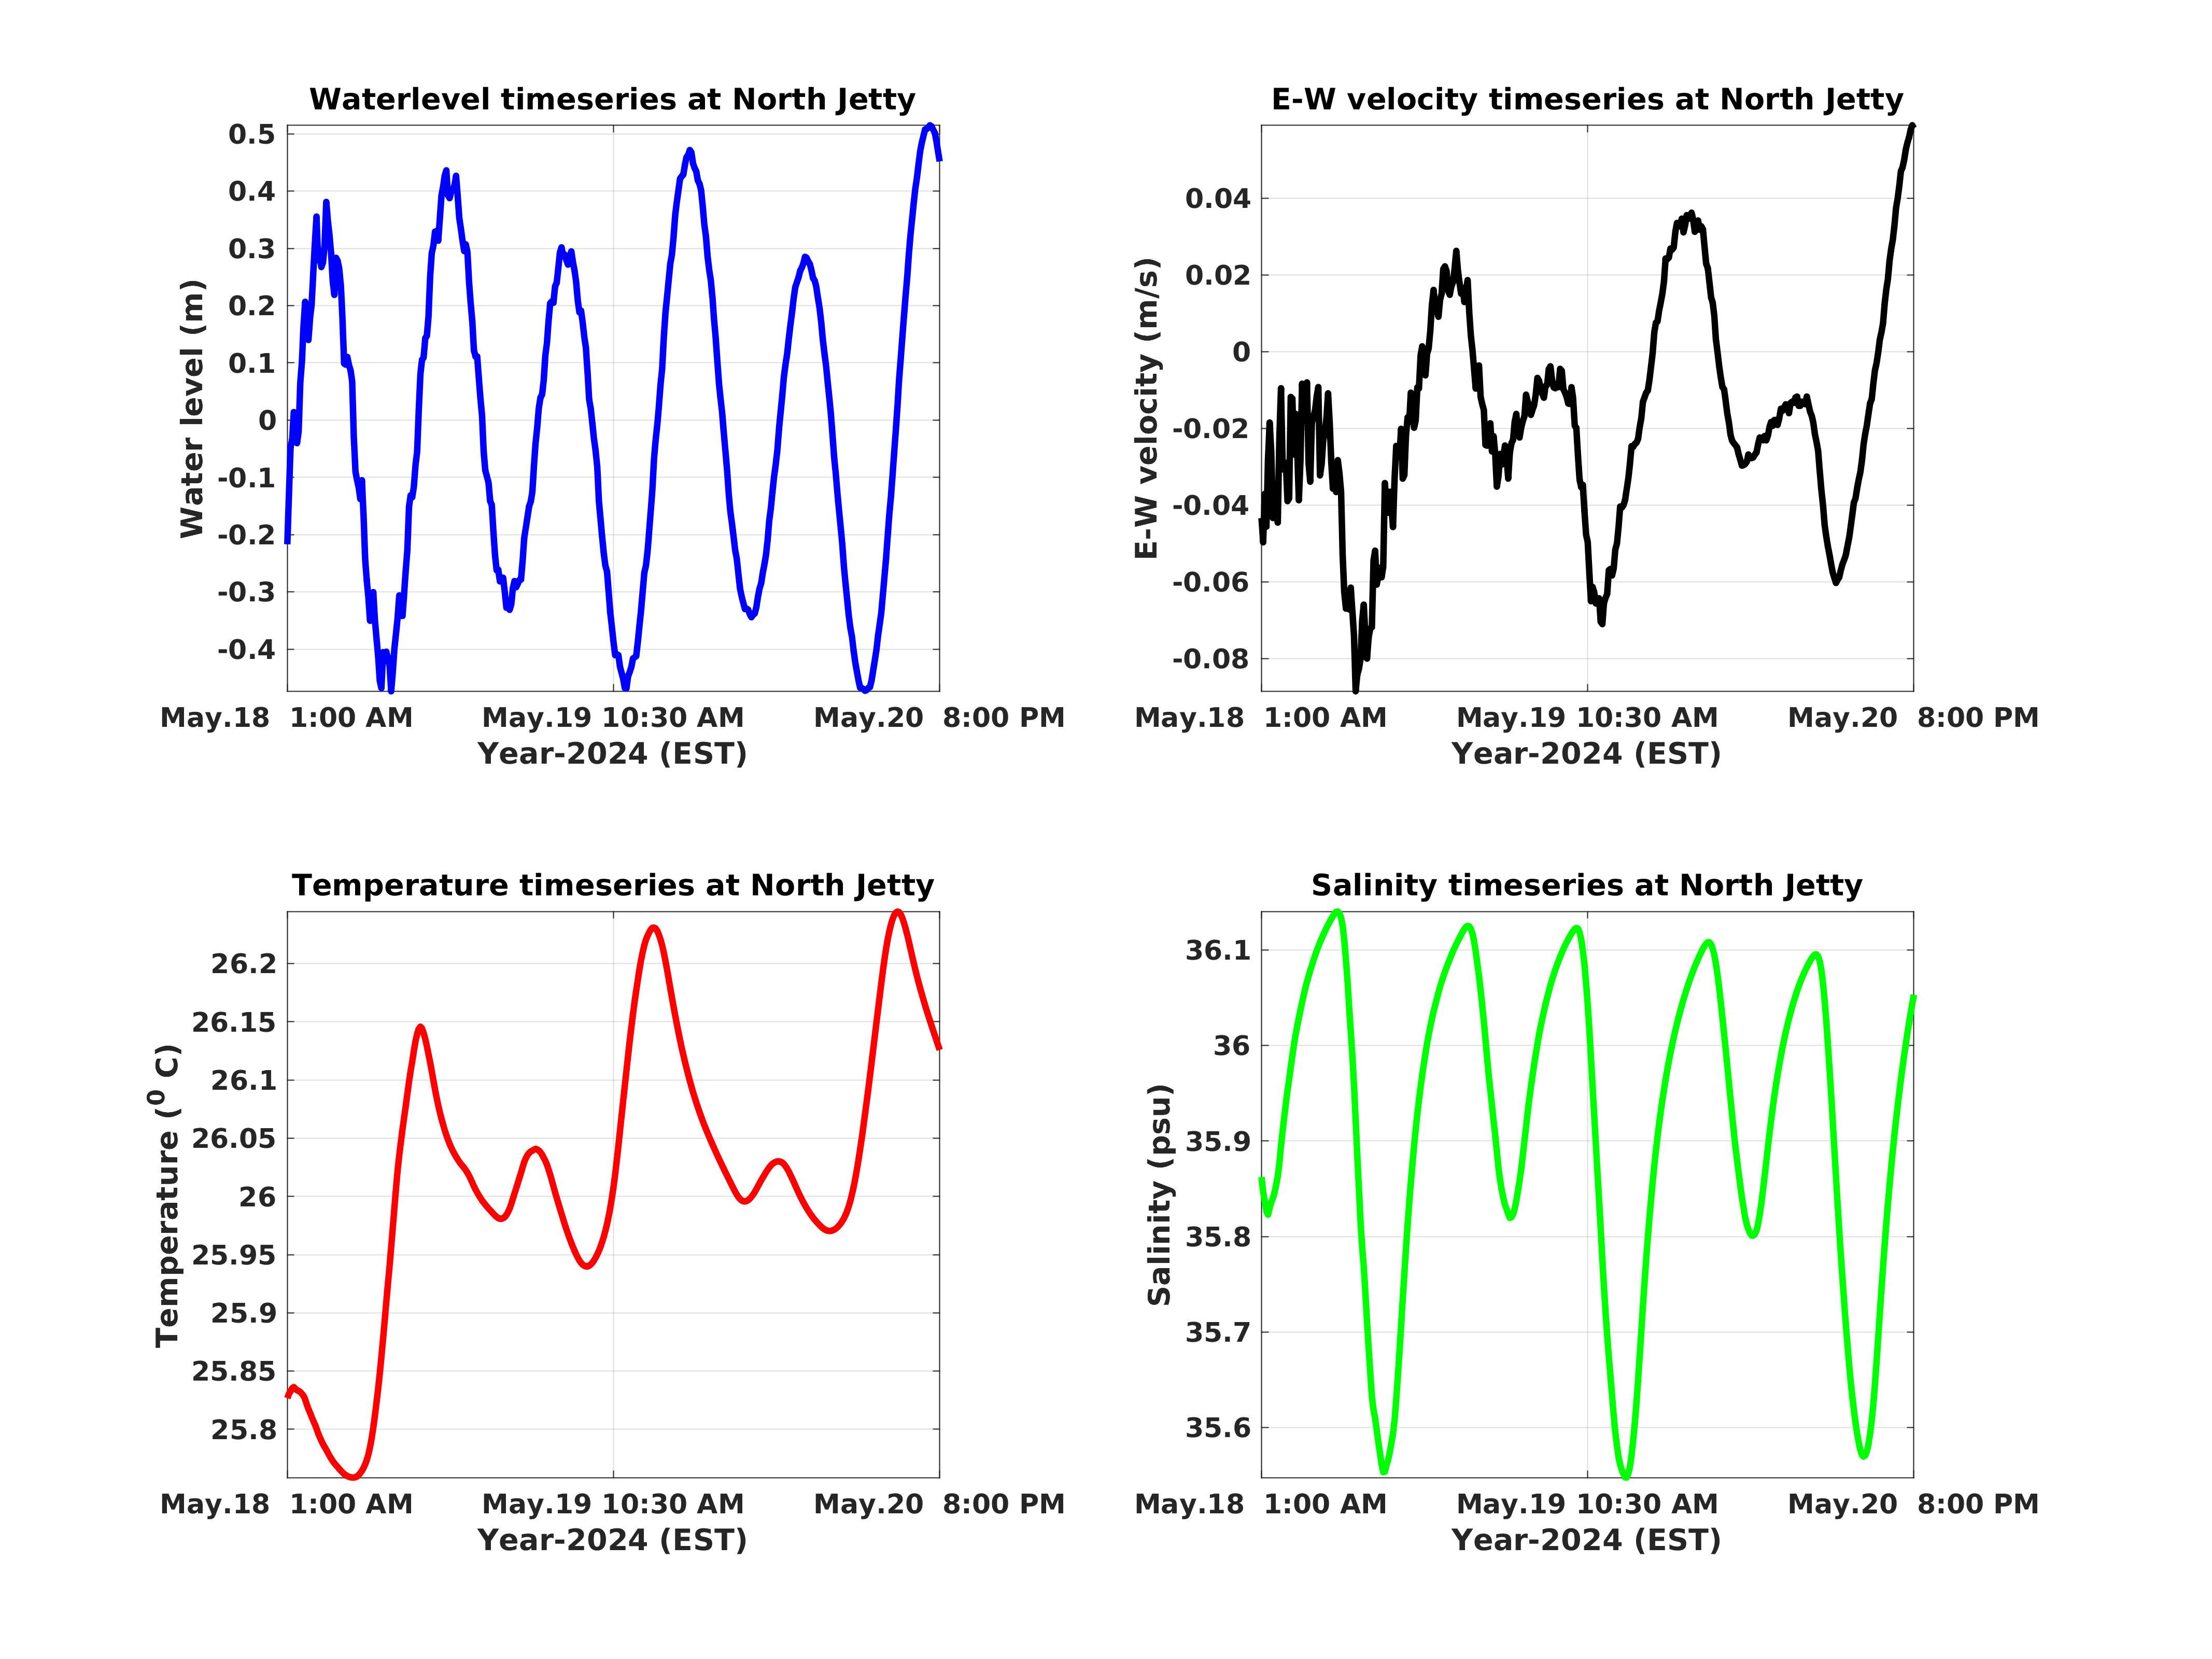 Waterlevel timeseries at North Jetty
0.5
0.4
0.3
0.2
0.1
0
-0.1
-0.2
-0.3
-0.4
Water level (m)
May.18 1:00 AM
May.19 10:30 AM
May.20 8:00 PM
Year-2024 (EST)
E-W velocity timeseries at North Jetty
0.04
0.02
0
-0.02
-0.04
-0.06
-0.08
E-W velocity (m/s)
May.18 1:00 AM
May.19 10:30 AM
May.20 8:00 PM
Year-2024 (EST)
Temperature timeseries at North Jetty
26.2
26.15
26.1
26.05
26
25.95
25.9
25.85
25.8
Temperature (⁰ C)
May.18 1:00 AM
May.19 10:30 AM
May.20 8:00 PM
Year-2024 (EST)
Salinity timeseries at North Jetty
36.1
36
35.9
35.8
35.7
35.6
Salinity (psu)
May.18 1:00 AM
May.19 10:30 AM
May.20 8:00 PM
Year-2024 (EST)